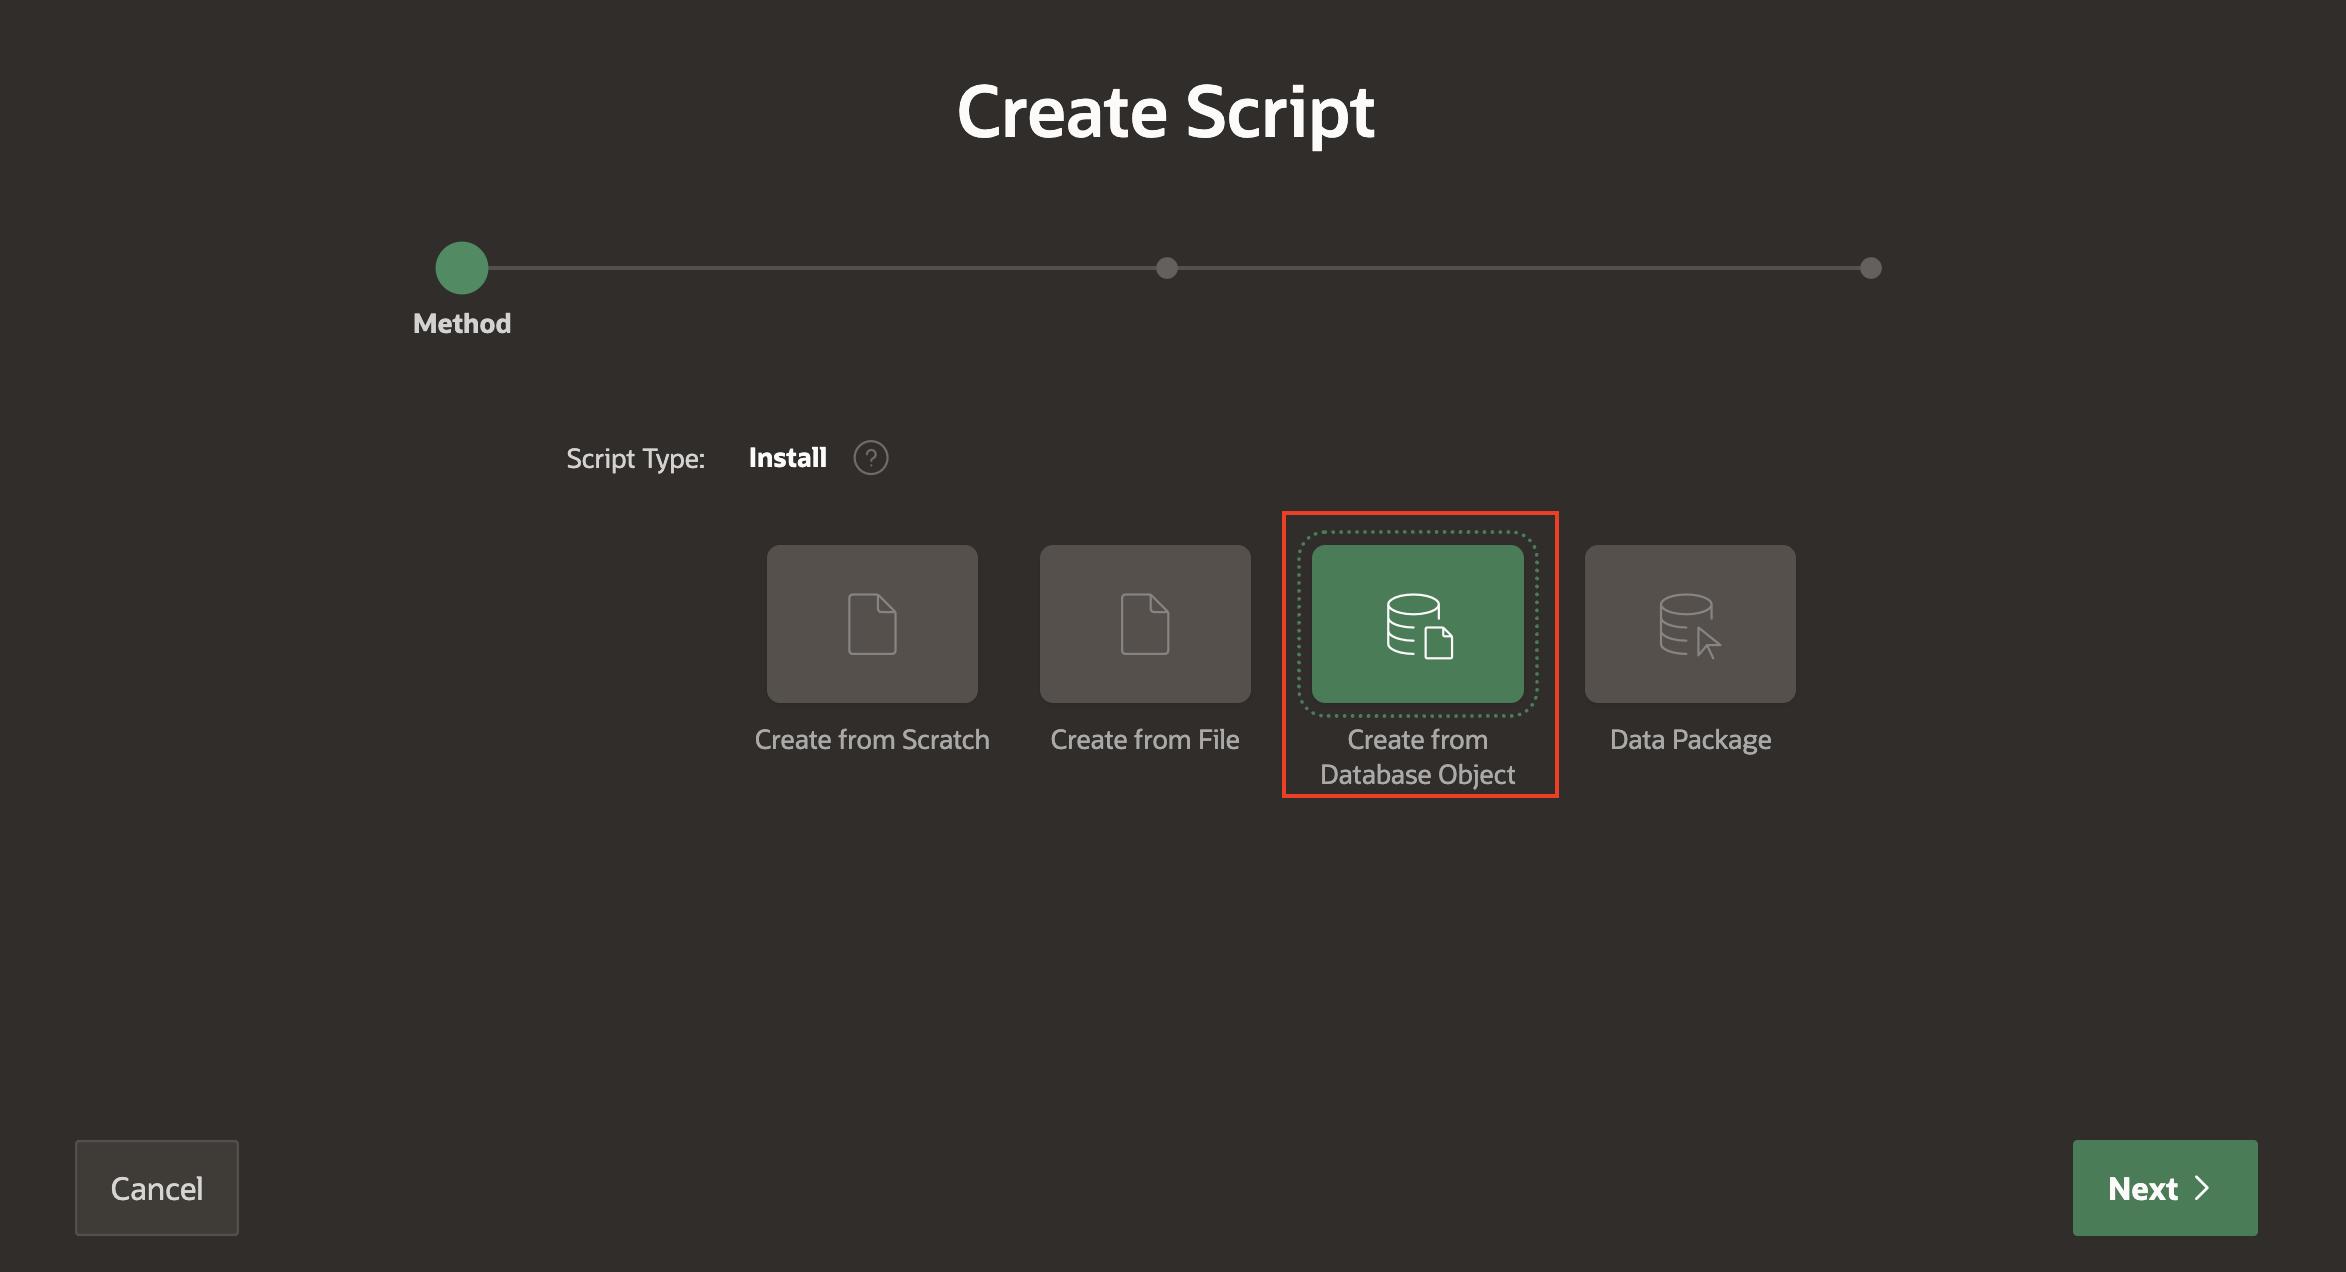 Create Script
Method
Script Type: Install ?
Create from Scratch
Create from File
Create from
Database Object
Data Package
Cancel
Next